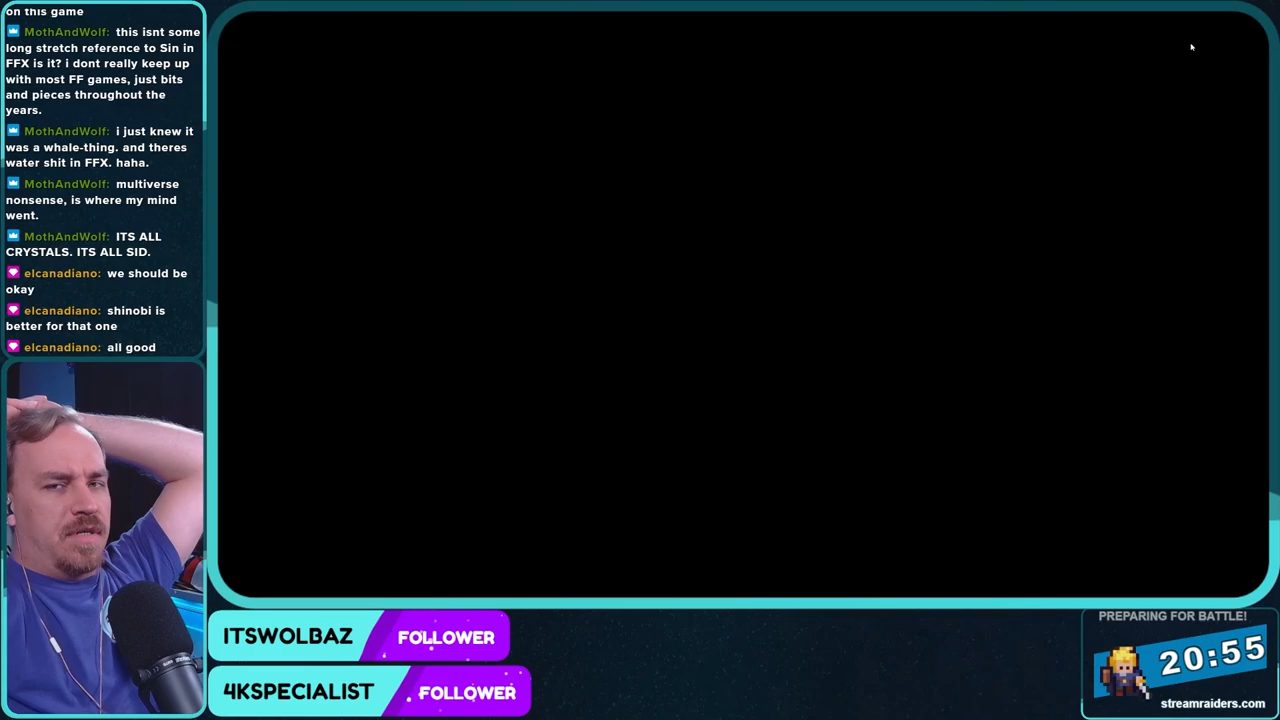 on this game
MothAndWolf: this isnt some
long stretch reference to Sin in
FFX is it? i dont really keep up
with most FF games, just bits
and pieces throughout the
years.
MothAndWolf: i just knew it
was a whale-thing. and theres
water shit in FFX. haha.
MothAndWolf: multiverse
nonsense, is where my mind
went.
MothAndWolf: ITS ALL
CRYSTALS. ITS ALL SID.
elcanadiano: we should be
okay
elcanadiano: shinobi is
better for that one
elcanadiano: all good
ITSWOLBAZ FOLLOWER
4KSPECIALIST FOLLOWER
PREPARING FOR BATTLE!
20:55
streamraiders.com